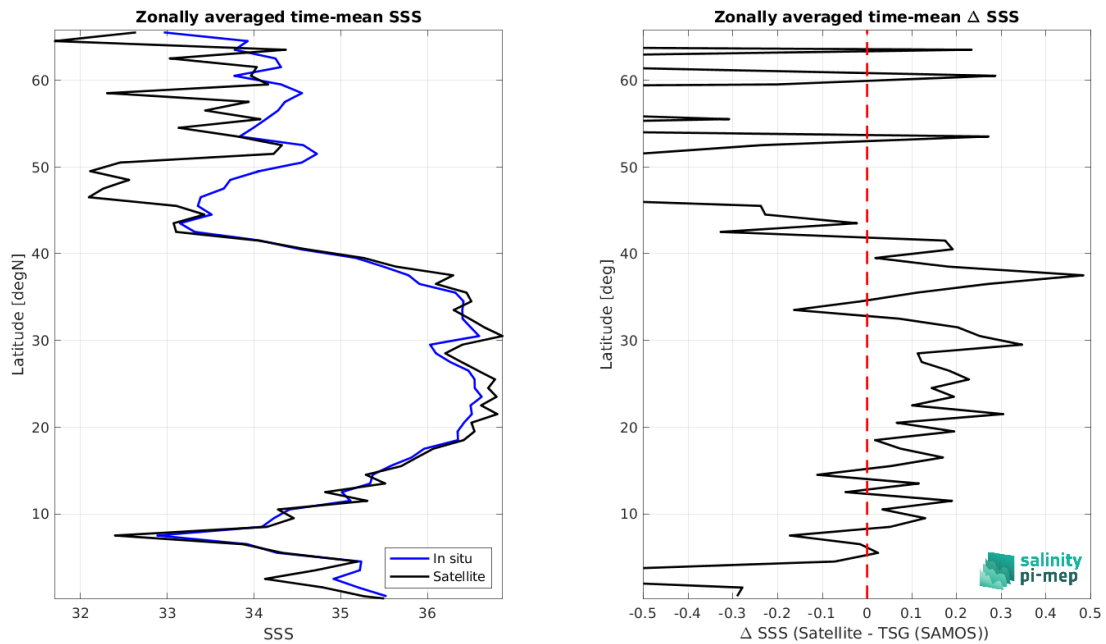 Zonally averaged time-mean SSS
Latitude [degN]
60
50
40
30
20
10
32
33
34
35
36
SSS
In situ
Satellite
Zonally averaged time-mean Δ SSS
Latitude [deg]
60
50
40
30
20
10
-0.5
-0.4
-0.3
-0.2
-0.1
0
0.1
0.2
0.3
0.4
0.5
Δ SSS (Satellite - TSG (SAMOS))
salinity
pi-mep